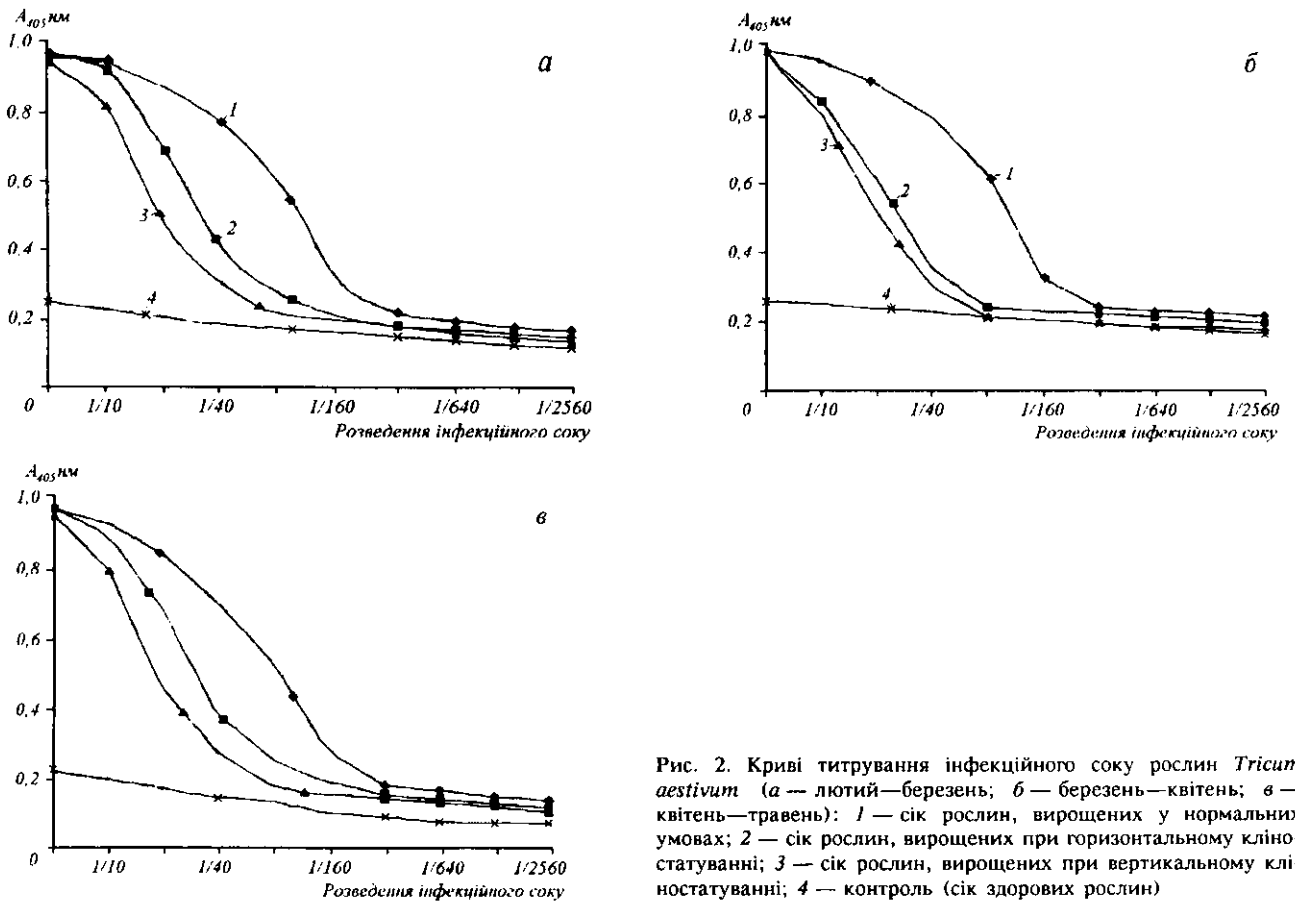 A₄₀₅нм
1,0
а
0,8
1
0,6
3
2
0,4
4
0,2
0 1/10 1/40 1/160 1/640 1/2560
Розведення інфекційного соку
A₄₀₅нм
1,0
б
0,8
3
0,6
2
1
0,4
4
0,2
0 1/10 1/40 1/160 1/640 1/2560
Розведення інфекційного соку
A₄₀₅нм
1,0
в
0,8
0,6
0,4
0,2
0 1/10 1/40 1/160 1/640 1/2560
Розведення інфекційного соку
Рис. 2. Криві титрування інфекційного соку рослин Tricum
aestivum (а — лютий—березень; б — березень—квітень; в —
квітень—травень): 1 — сік рослин, вирощених у нормальних
умовах; 2 — сік рослин, вирощених при горизонтальному кліно-
статуванні; 3 — сік рослин, вирощених при вертикальному клі-
ностатуванні; 4 — контроль (сік здорових рослин)